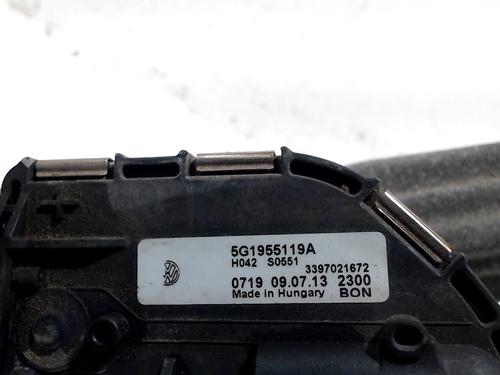 5G1955119A
H042 S0551
3397021672
0719 09.07.13 2300
Made in Hungary BON